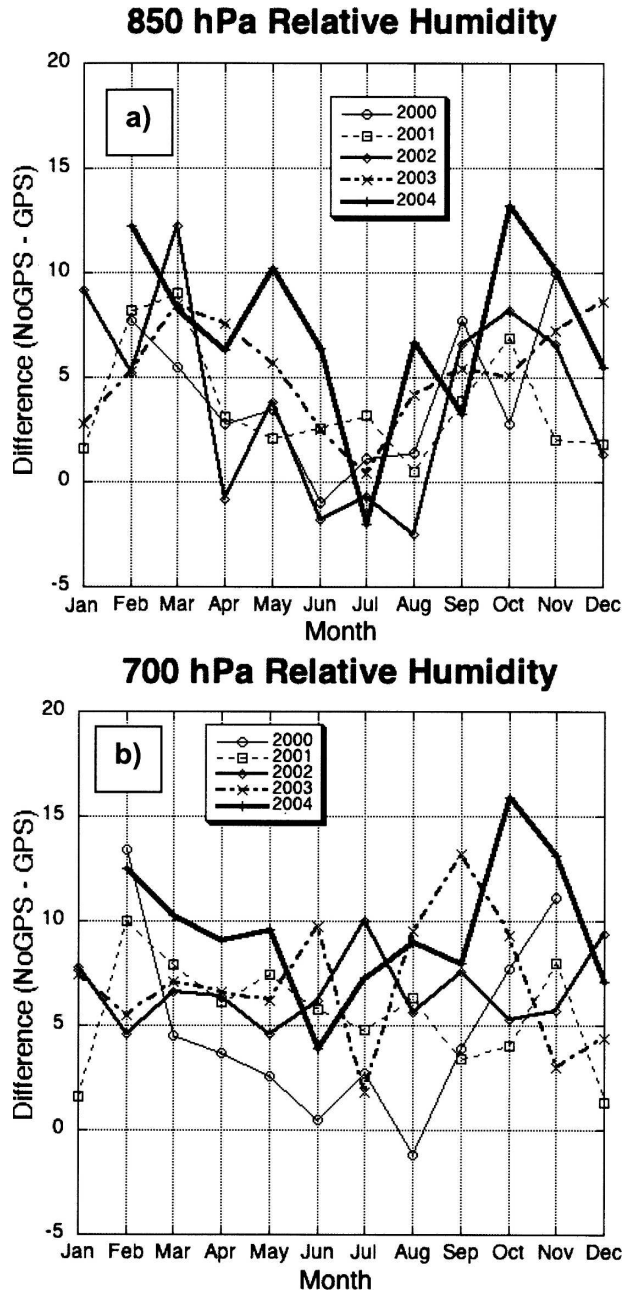 850 hPa Relative Humidity
20
a)
2000
2001
2002
2003
2004
15
10
5
0
-5
Difference (NoGPS - GPS)
Jan Feb Mar Apr May Jun Jul Aug Sep Oct Nov Dec
Month
700 hPa Relative Humidity
20
b)
2000
2001
2002
2003
2004
15
10
5
0
-5
Difference (NoGPS - GPS)
Jan Feb Mar Apr May Jun Jul Aug Sep Oct Nov Dec
Month